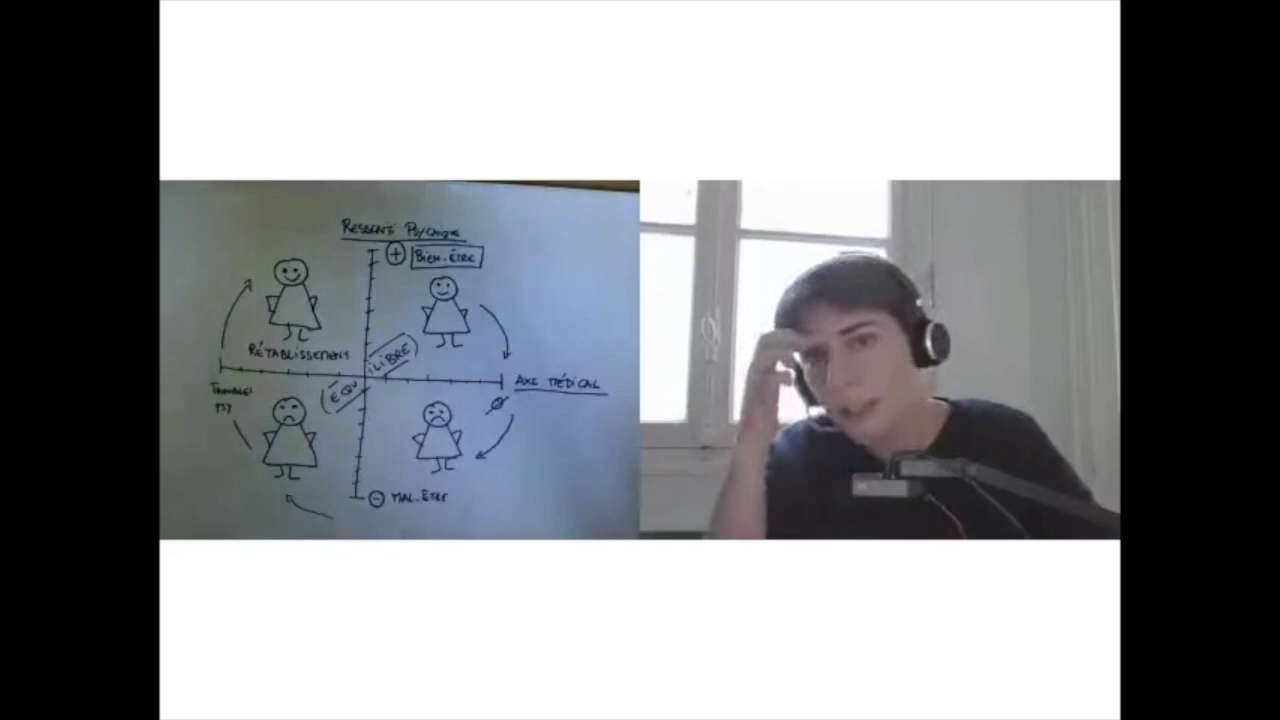 RESSENTI PSYCHIQUE
+ BIEN-ÊTRE
RÉTABLISSEMENT
ÉQUILIBRE
TROUBLES
PSY
AXE MÉDICAL
- MAL-ÊTRE